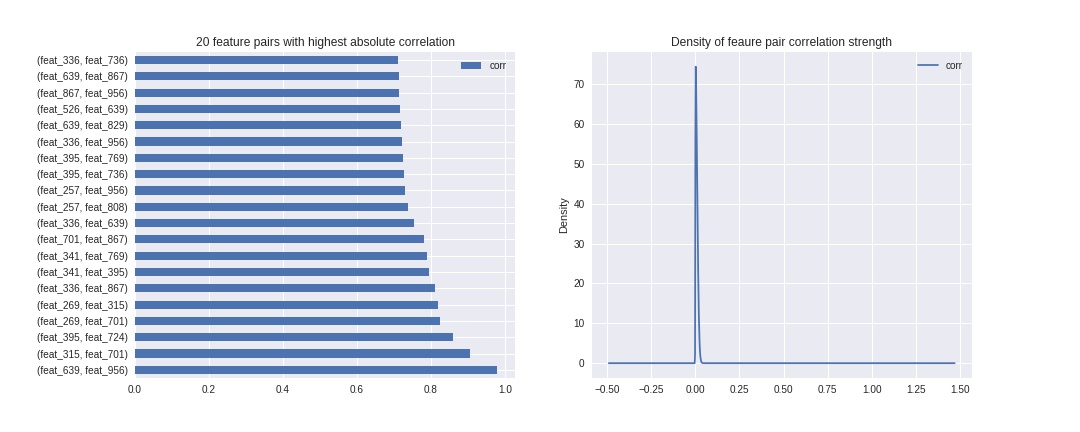 20 feature pairs with highest absolute correlation
(feat_336, feat_736)
(feat_639, feat_867)
(feat_867, feat_956)
(feat_526, feat_639)
(feat_639, feat_829)
(feat_336, feat_956)
(feat_395, feat_769)
(feat_395, feat_736)
(feat_257, feat_956)
(feat_257, feat_808)
(feat_336, feat_639)
(feat_701, feat_867)
(feat_341, feat_769)
(feat_341, feat_395)
(feat_336, feat_867)
(feat_269, feat_315)
(feat_269, feat_701)
(feat_395, feat_724)
(feat_315, feat_701)
(feat_639, feat_956)
corr
0.0 0.2 0.4 0.6 0.8 1.0
Density of feaure pair correlation strength
corr
Density
70
60
50
40
30
20
10
0
−0.50 −0.25 0.00 0.25 0.50 0.75 1.00 1.25 1.50